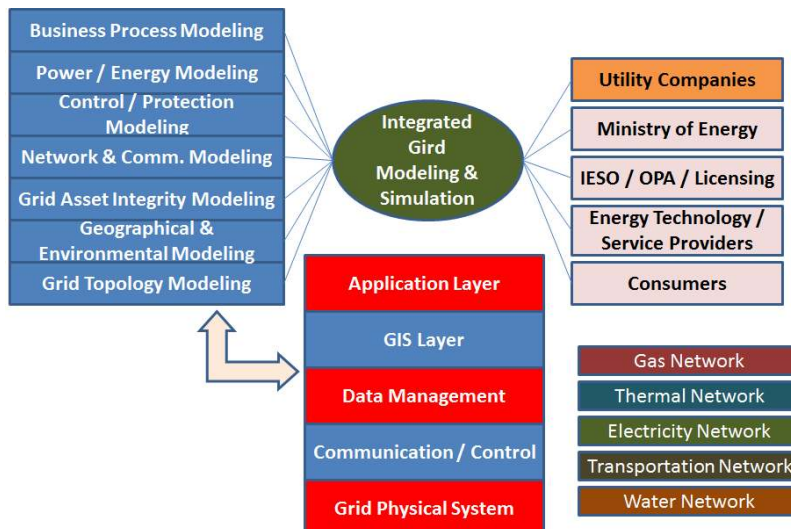 Business Process Modeling
Power / Energy Modeling
Control / Protection
Modeling
Network & Comm. Modeling
Grid Asset Integrity Modeling
Geographical &
Environmental Modeling
Grid Topology Modeling
Integrated
Gird
Modeling &
Simulation
Utility Companies
Ministry of Energy
IESO / OPA / Licensing
Energy Technology /
Service Providers
Consumers
Application Layer
GIS Layer
Data Management
Communication / Control
Grid Physical System
Gas Network
Thermal Network
Electricity Network
Transportation Network
Water Network